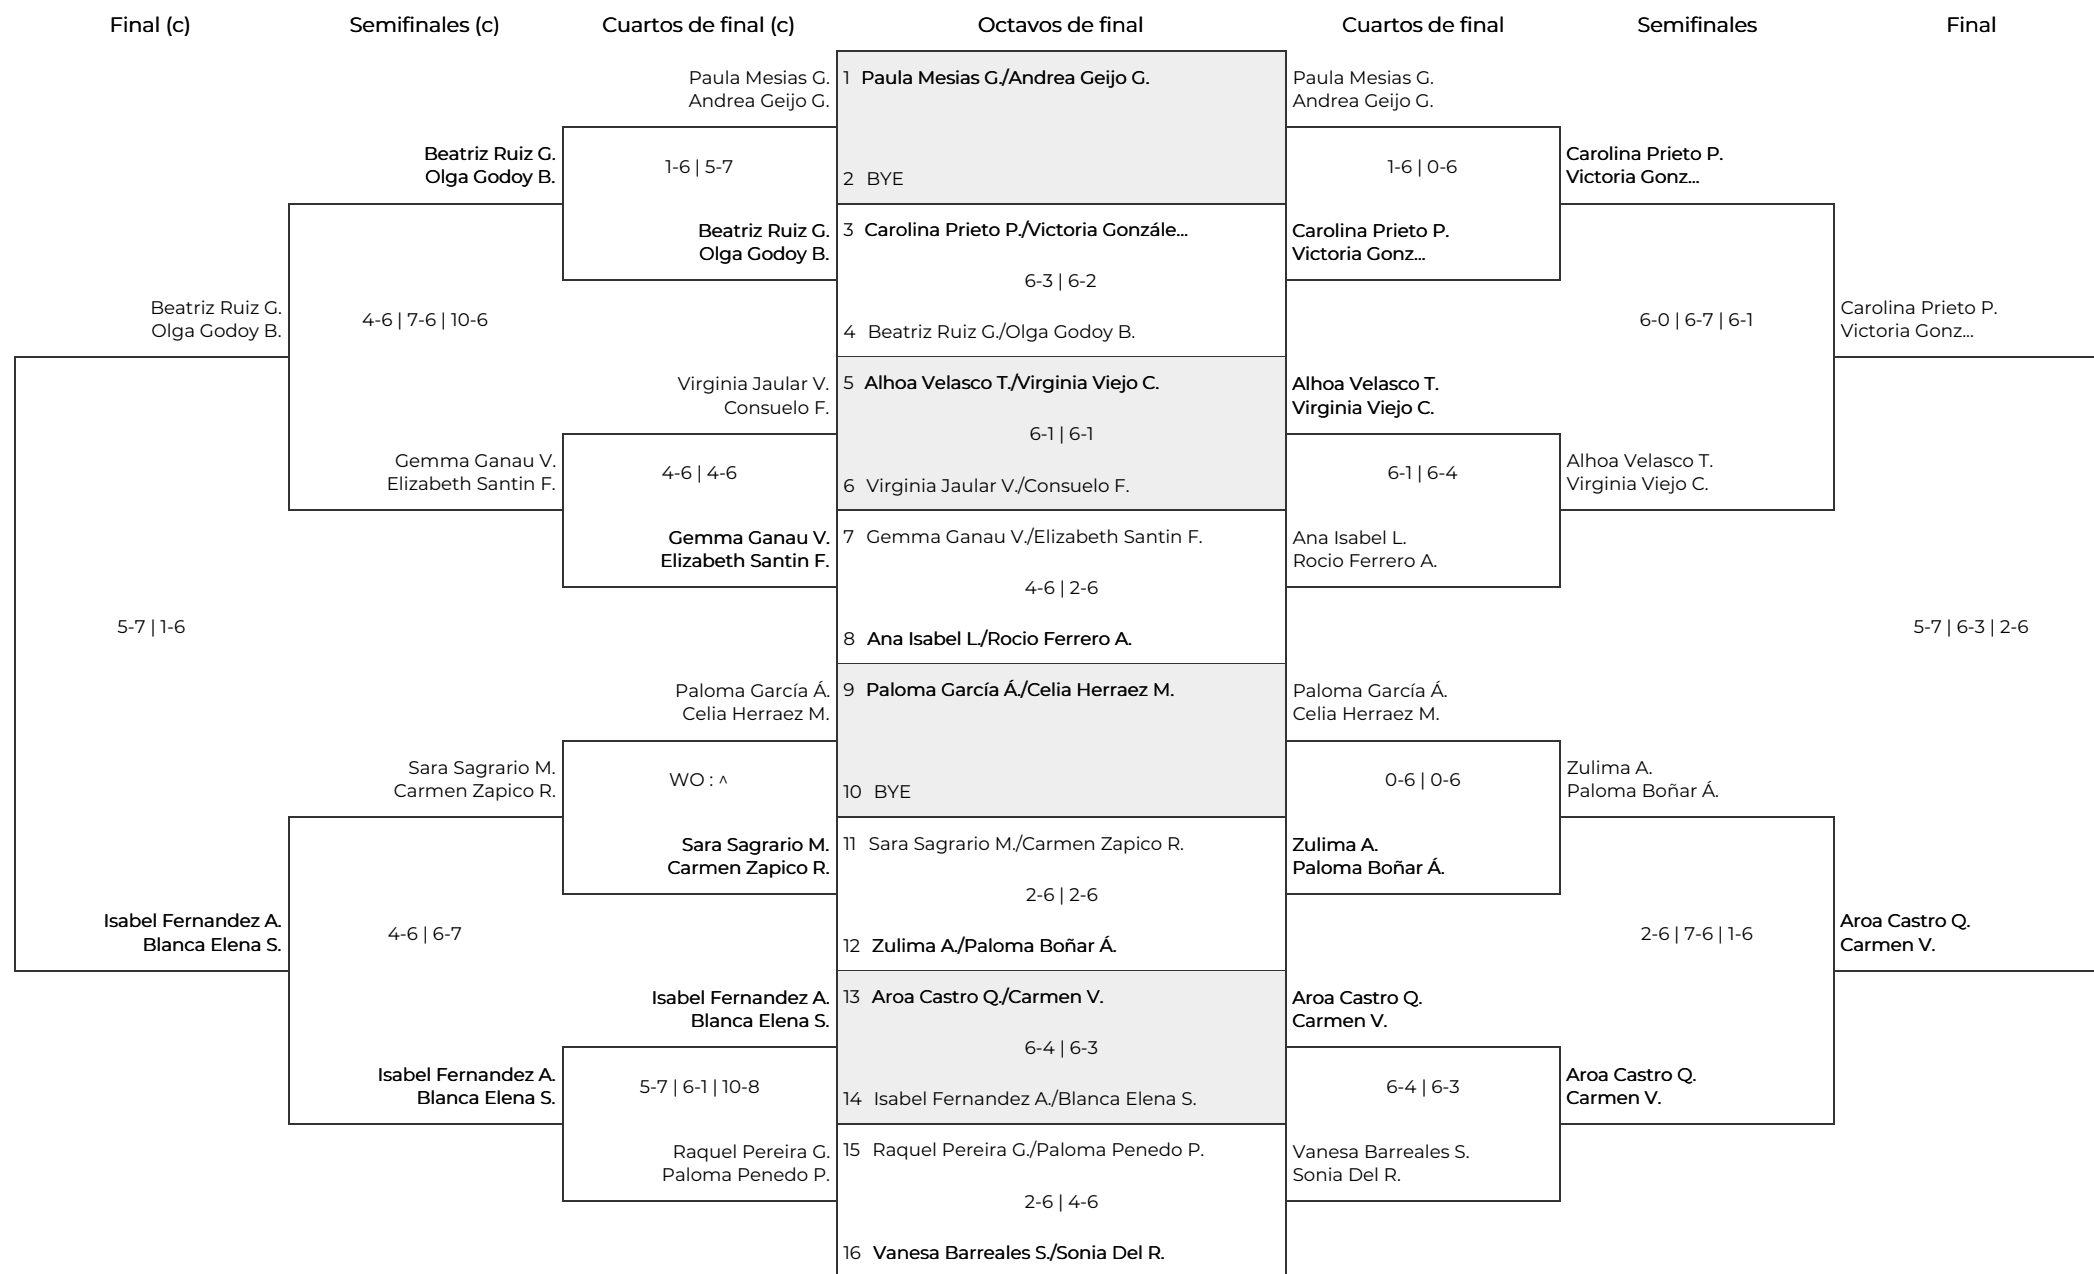 Final (c)
Semifinales (c)
Cuartos de final (c)
Octavos de final
Cuartos de final
Semifinales
Final
Beatriz Ruiz G.
Olga Godoy B.
5-7 | 1-6
Isabel Fernandez A.
Blanca Elena S.
Beatriz Ruiz G.
Olga Godoy B.
4-6 | 7-6 | 10-6
Gemma Ganau V.
Elizabeth Santin F.
Sara Sagrario M.
Carmen Zapico R.
4-6 | 6-7
Isabel Fernandez A.
Blanca Elena S.
Paula Mesias G.
Andrea Geijo G.
1-6 | 5-7
Beatriz Ruiz G.
Olga Godoy B.
Virginia Jaular V.
Consuelo F.
4-6 | 4-6
Gemma Ganau V.
Elizabeth Santin F.
Paloma García Á.
Celia Herraez M.
WO : ^
Sara Sagrario M.
Carmen Zapico R.
Isabel Fernandez A.
Blanca Elena S.
5-7 | 6-1 | 10-8
Raquel Pereira G.
Paloma Penedo P.
1 Paula Mesias G./Andrea Geijo G.
2 BYE
3 Carolina Prieto P./Victoria Gonzále...
6-3 | 6-2
4 Beatriz Ruiz G./Olga Godoy B.
5 Alhoa Velasco T./Virginia Viejo C.
6-1 | 6-1
6 Virginia Jaular V./Consuelo F.
7 Gemma Ganau V./Elizabeth Santin F.
4-6 | 2-6
8 Ana Isabel L./Rocio Ferrero A.
9 Paloma García Á./Celia Herraez M.
10 BYE
11 Sara Sagrario M./Carmen Zapico R.
2-6 | 2-6
12 Zulima A./Paloma Boñar Á.
13 Aroa Castro Q./Carmen V.
6-4 | 6-3
14 Isabel Fernandez A./Blanca Elena S.
15 Raquel Pereira G./Paloma Penedo P.
2-6 | 4-6
16 Vanesa Barreales S./Sonia Del R.
Paula Mesias G.
Andrea Geijo G.
1-6 | 0-6
Carolina Prieto P.
Victoria Gonz...
Alhoa Velasco T.
Virginia Viejo C.
6-1 | 6-4
Ana Isabel L.
Rocio Ferrero A.
Paloma García Á.
Celia Herraez M.
0-6 | 0-6
Zulima A.
Paloma Boñar Á.
Aroa Castro Q.
Carmen V.
6-4 | 6-3
Vanesa Barreales S.
Sonia Del R.
Carolina Prieto P.
Victoria Gonz...
6-0 | 6-7 | 6-1
Alhoa Velasco T.
Virginia Viejo C.
Zulima A.
Paloma Boñar Á.
2-6 | 7-6 | 1-6
Aroa Castro Q.
Carmen V.
Carolina Prieto P.
Victoria Gonz...
5-7 | 6-3 | 2-6
Aroa Castro Q.
Carmen V.